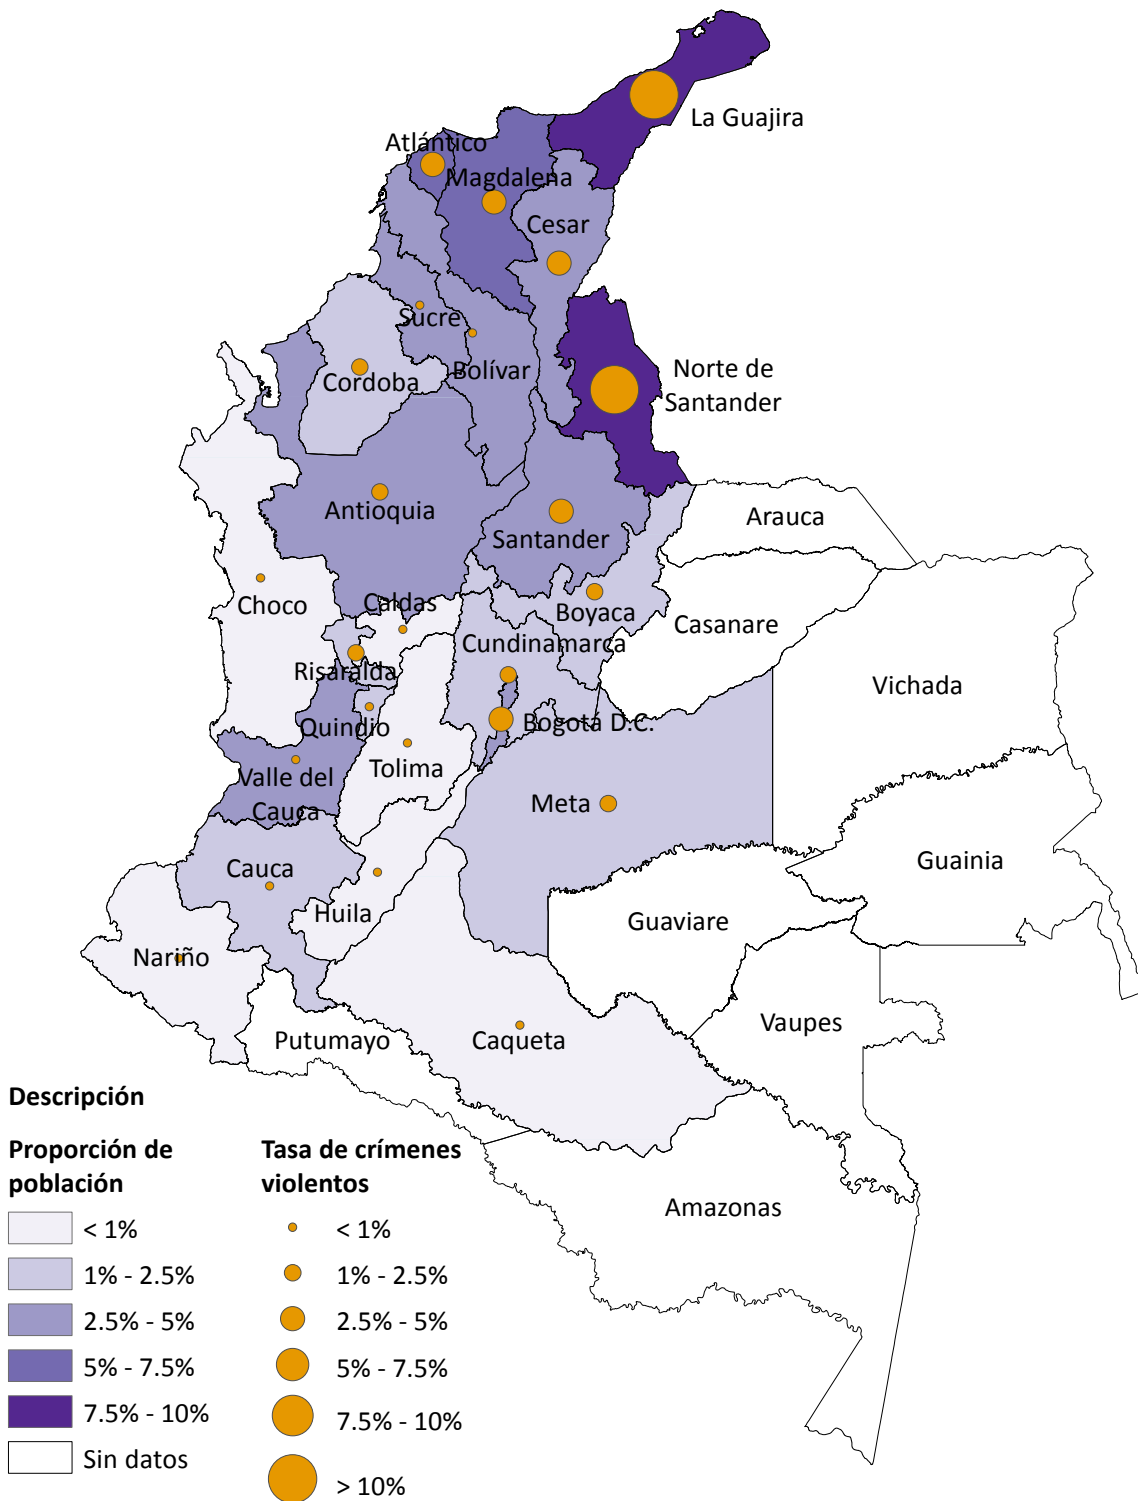 La Guajira
Atlántico
Magdalena
Cesar
Sucre
Bolívar
Cordoba
Norte de
Santander
Antioquia
Santander
Arauca
Choco
Caldas
Boyaca
Casanare
Cundinamarca
Risaralda
Vichada
Quindio
Bogotá D.C.
Tolima
Valle del
Cauca
Meta
Cauca
Guainia
Huila
Guaviare
Nariño
Vaupes
Putumayo
Caqueta
Amazonas
Descripción
Proporción de
población
< 1%
1% - 2.5%
2.5% - 5%
5% - 7.5%
7.5% - 10%
Sin datos
Tasa de crímenes
violentos
< 1%
1% - 2.5%
2.5% - 5%
5% - 7.5%
7.5% - 10%
> 10%